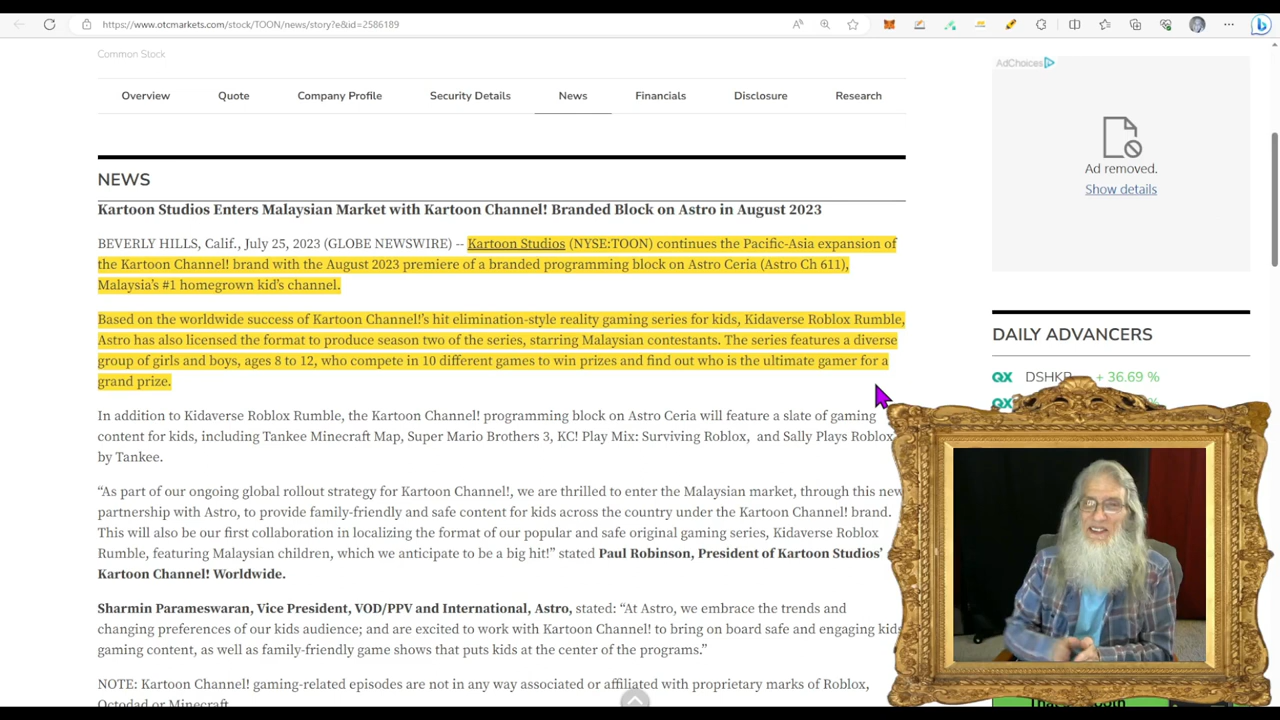 https://www.otcmarkets.com/stock/TOON/news/story?e&id=2586189
Common Stock
Overview
Quote
Company Profile
Security Details
News
Financials
Disclosure
Research
AdChoices
Ad removed.
Show details
NEWS
Kartoon Studios Enters Malaysian Market with Kartoon Channel! Branded Block on Astro in August 2023
BEVERLY HILLS, Calif., July 25, 2023 (GLOBE NEWSWIRE) -- Kartoon Studios (NYSE:TOON) continues the Pacific-Asia expansion of
the Kartoon Channel! brand with the August 2023 premiere of a branded programming block on Astro Ceria (Astro Ch 611),
Malaysia’s #1 homegrown kid’s channel.
Based on the worldwide success of Kartoon Channel!’s hit elimination-style reality gaming series for kids, Kidaverse Roblox Rumble,
Astro has also licensed the format to produce season two of the series, starring Malaysian contestants. The series features a diverse
group of girls and boys, ages 8 to 12, who compete in 10 different games to win prizes and find out who is the ultimate gamer for a
grand prize.
DAILY ADVANCERS
QX DSHKP + 36.69 %
QX
In addition to Kidaverse Roblox Rumble, the Kartoon Channel! programming block on Astro Ceria will feature a slate of gaming
content for kids, including Tankee Minecraft Map, Super Mario Brothers 3, KC! Play Mix: Surviving Roblox, and Sally Plays Roblox
by Tankee.
“As part of our ongoing global rollout strategy for Kartoon Channel!, we are thrilled to enter the Malaysian market, through this new
partnership with Astro, to provide family-friendly and safe content for kids across the country under the Kartoon Channel! brand.
This will also be our first collaboration in localizing the format of our popular and safe original gaming series, Kidaverse Roblox
Rumble, featuring Malaysian children, which we anticipate to be a big hit!” stated Paul Robinson, President of Kartoon Studios’
Kartoon Channel! Worldwide.
Sharmin Parameswaran, Vice President, VOD/PPV and International, Astro, stated: “At Astro, we embrace the trends and
changing preferences of our kids audience; and are excited to work with Kartoon Channel! to bring on board safe and engaging kids
gaming content, as well as family-friendly game shows that puts kids at the center of the programs.”
NOTE: Kartoon Channel! gaming-related episodes are not in any way associated or affiliated with proprietary marks of Roblox,
Octodad or Minecraft.